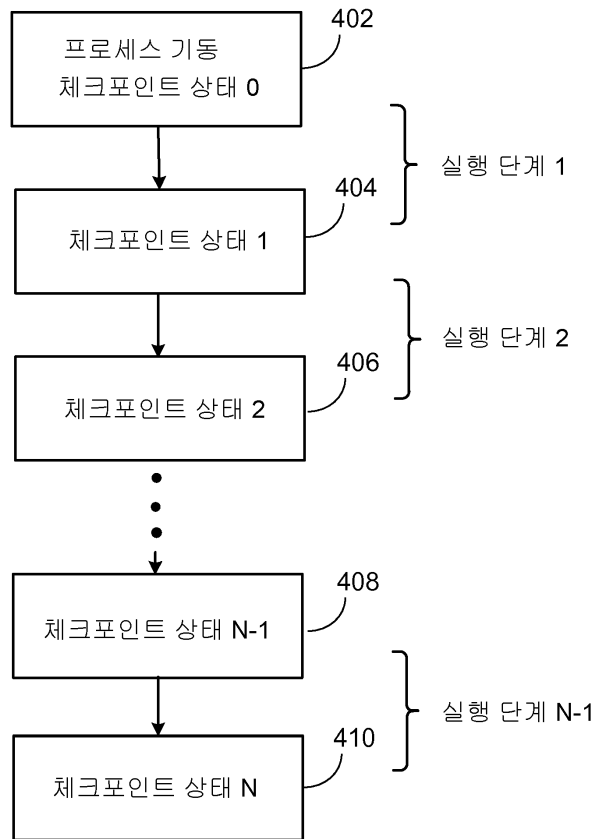 프로세스 기동
체크포인트 상태 0
402
실행 단계 1
404
체크포인트 상태 1
실행 단계 2
406
체크포인트 상태 2
408
체크포인트 상태 N-1
실행 단계 N-1
410
체크포인트 상태 N